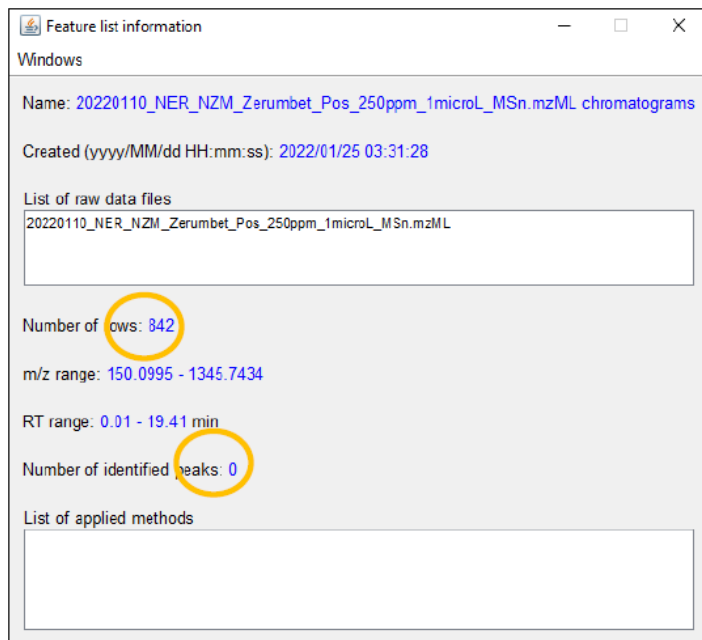 Feature list information
Windows
Name: 20220110_NER_NZM_Zerumbet_Pos_250ppm_1microL_MSn.mzML chromatograms
Created (yyyy/MM/dd HH:mm:ss): 2022/01/25 03:31:28
List of raw data files
20220110_NER_NZM_Zerumbet_Pos_250ppm_1microL_MSn.mzML
Number of rows: 842
m/z range: 150.0995 - 1345.7434
RT range: 0.01 - 19.41 min
Number of identified peaks: 0
List of applied methods